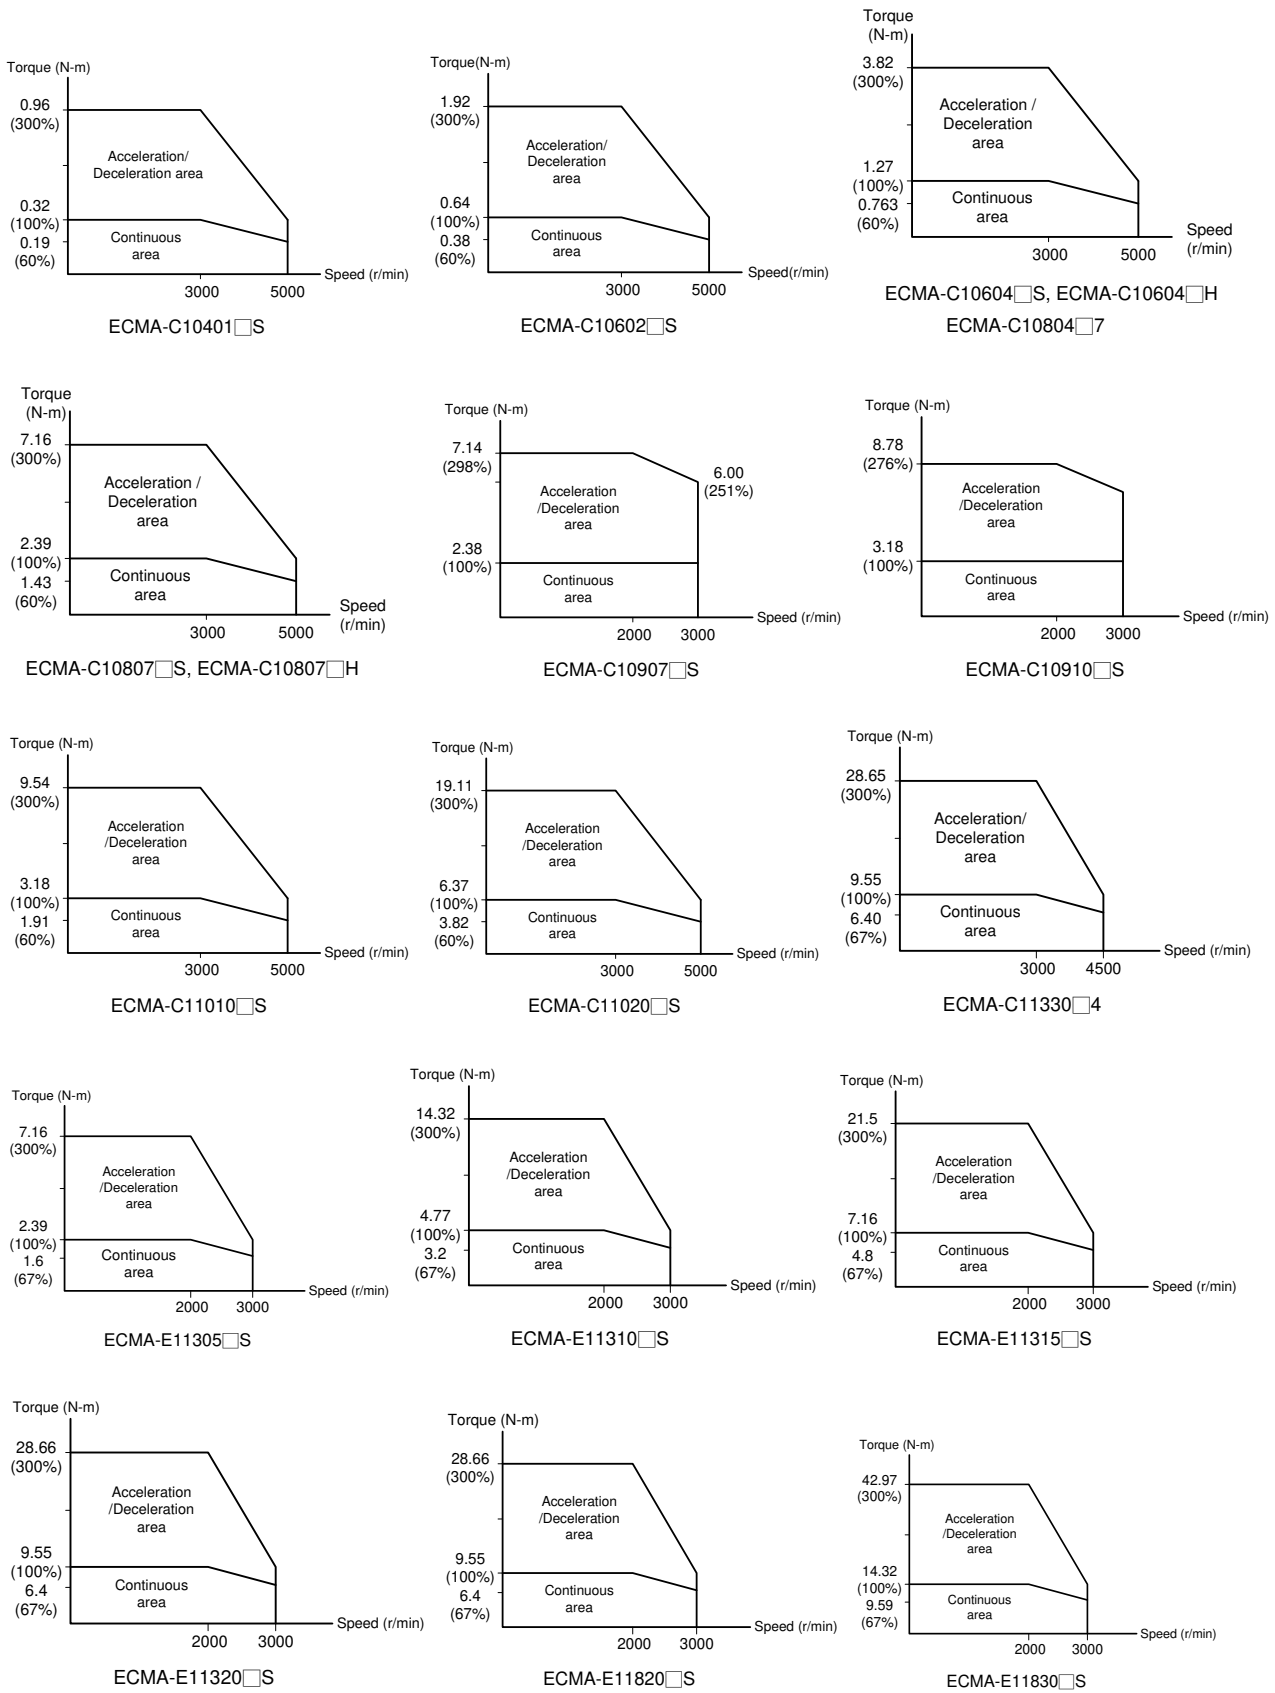 Torque (N-m)
0.96
(300%)
Acceleration/
Deceleration area
0.32
(100%)
0.19
(60%)
Continuous
area
Speed (r/min)
3000 5000
ECMA-C10401□S
Torque(N-m)
1.92
(300%)
Acceleration/
Deceleration
area
0.64
(100%)
0.38
(60%)
Continuous
area
Speed(r/min)
3000 5000
ECMA-C10602□S
Torque
(N-m)
3.82
(300%)
Acceleration /
Deceleration
area
1.27
(100%)
0.763
(60%)
Continuous
area
Speed
(r/min)
3000 5000
ECMA-C10604□S, ECMA-C10604□H
ECMA-C10804□7
Torque
(N-m)
7.16
(300%)
Acceleration /
Deceleration
area
2.39
(100%)
1.43
(60%)
Continuous
area
Speed
(r/min)
3000 5000
ECMA-C10807□S, ECMA-C10807□H
Torque (N-m)
7.14
(298%)
6.00
(251%)
Acceleration
/Deceleration
area
2.38
(100%)
Continuous
area
Speed (r/min)
2000 3000
ECMA-C10907□S
Torque (N-m)
8.78
(276%)
Acceleration
/Deceleration
area
3.18
(100%)
Continuous
area
Speed (r/min)
2000 3000
ECMA-C10910□S
Torque (N-m)
9.54
(300%)
Acceleration
/Deceleration
area
3.18
(100%)
1.91
(60%)
Continuous
area
Speed (r/min)
3000 5000
ECMA-C11010□S
Torque (N-m)
19.11
(300%)
Acceleration
/Deceleration
area
6.37
(100%)
3.82
(60%)
Continuous
area
Speed (r/min)
3000 5000
ECMA-C11020□S
Torque (N-m)
28.65
(300%)
Acceleration/
Deceleration
area
9.55
(100%)
6.40
(67%)
Continuous
area
Speed (r/min)
3000 4500
ECMA-C11330□4
Torque (N-m)
7.16
(300%)
Acceleration
/Deceleration
area
2.39
(100%)
1.6
(67%)
Continuous
area
Speed (r/min)
2000 3000
ECMA-E11305□S
Torque (N-m)
14.32
(300%)
Acceleration
/Deceleration
area
4.77
(100%)
3.2
(67%)
Continuous
area
Speed (r/min)
2000 3000
ECMA-E11310□S
Torque (N-m)
21.5
(300%)
Acceleration
/Deceleration
area
7.16
(100%)
4.8
(67%)
Continuous
area
Speed (r/min)
2000 3000
ECMA-E11315□S
Torque (N-m)
28.66
(300%)
Acceleration
/Deceleration
area
9.55
(100%)
6.4
(67%)
Continuous
area
Speed (r/min)
2000 3000
ECMA-E11320□S
Torque (N-m)
28.66
(300%)
Acceleration
/Deceleration
area
9.55
(100%)
6.4
(67%)
Continuous
area
Speed (r/min)
2000 3000
ECMA-E11820□S
Torque (N-m)
42.97
(300%)
Acceleration
/Deceleration
area
14.32
(100%)
9.59
(67%)
Continuous
area
Speed (r/min)
2000 3000
ECMA-E11830□S